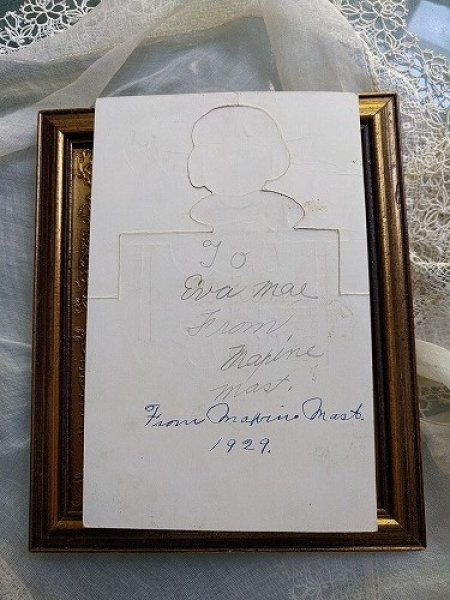 To
Eva Mae
From
Maxine
Mast.
From Maxine Mast.
1929.